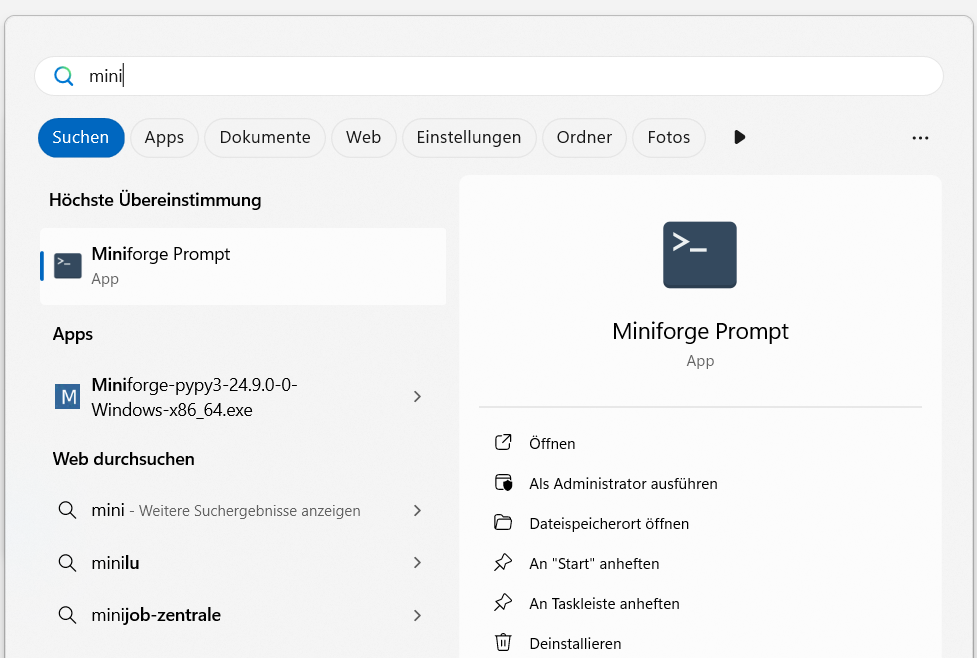 mini
Suchen Apps Dokumente Web Einstellungen Ordner Fotos
Höchste Übereinstimmung
Miniforge Prompt
App
Apps
Miniforge-pypy3-24.9.0-0-
Windows-x86_64.exe
Web durchsuchen
mini - Weitere Suchergebnisse anzeigen
minilu
minijob-zentrale
Miniforge Prompt
App
Öffnen
Als Administrator ausführen
Dateispeicherort öffnen
An "Start" anheften
An Taskleiste anheften
Deinstallieren